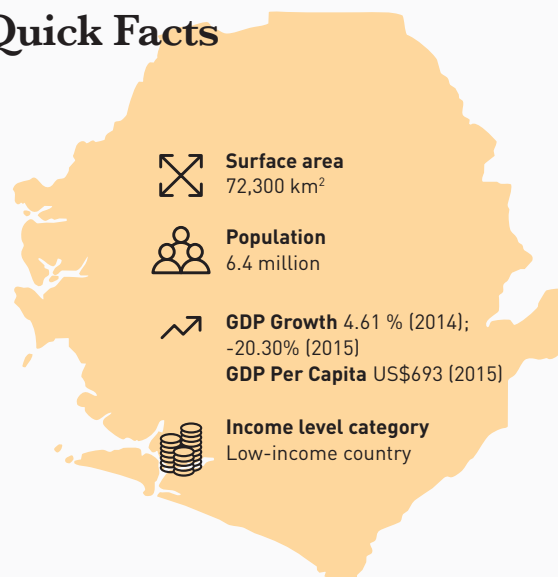 Quick Facts
Surface area
72,300 km²
Population
6.4 million
GDP Growth 4.61 % (2014);
-20.30% (2015)
GDP Per Capita US$693 (2015)
Income level category
Low-income country